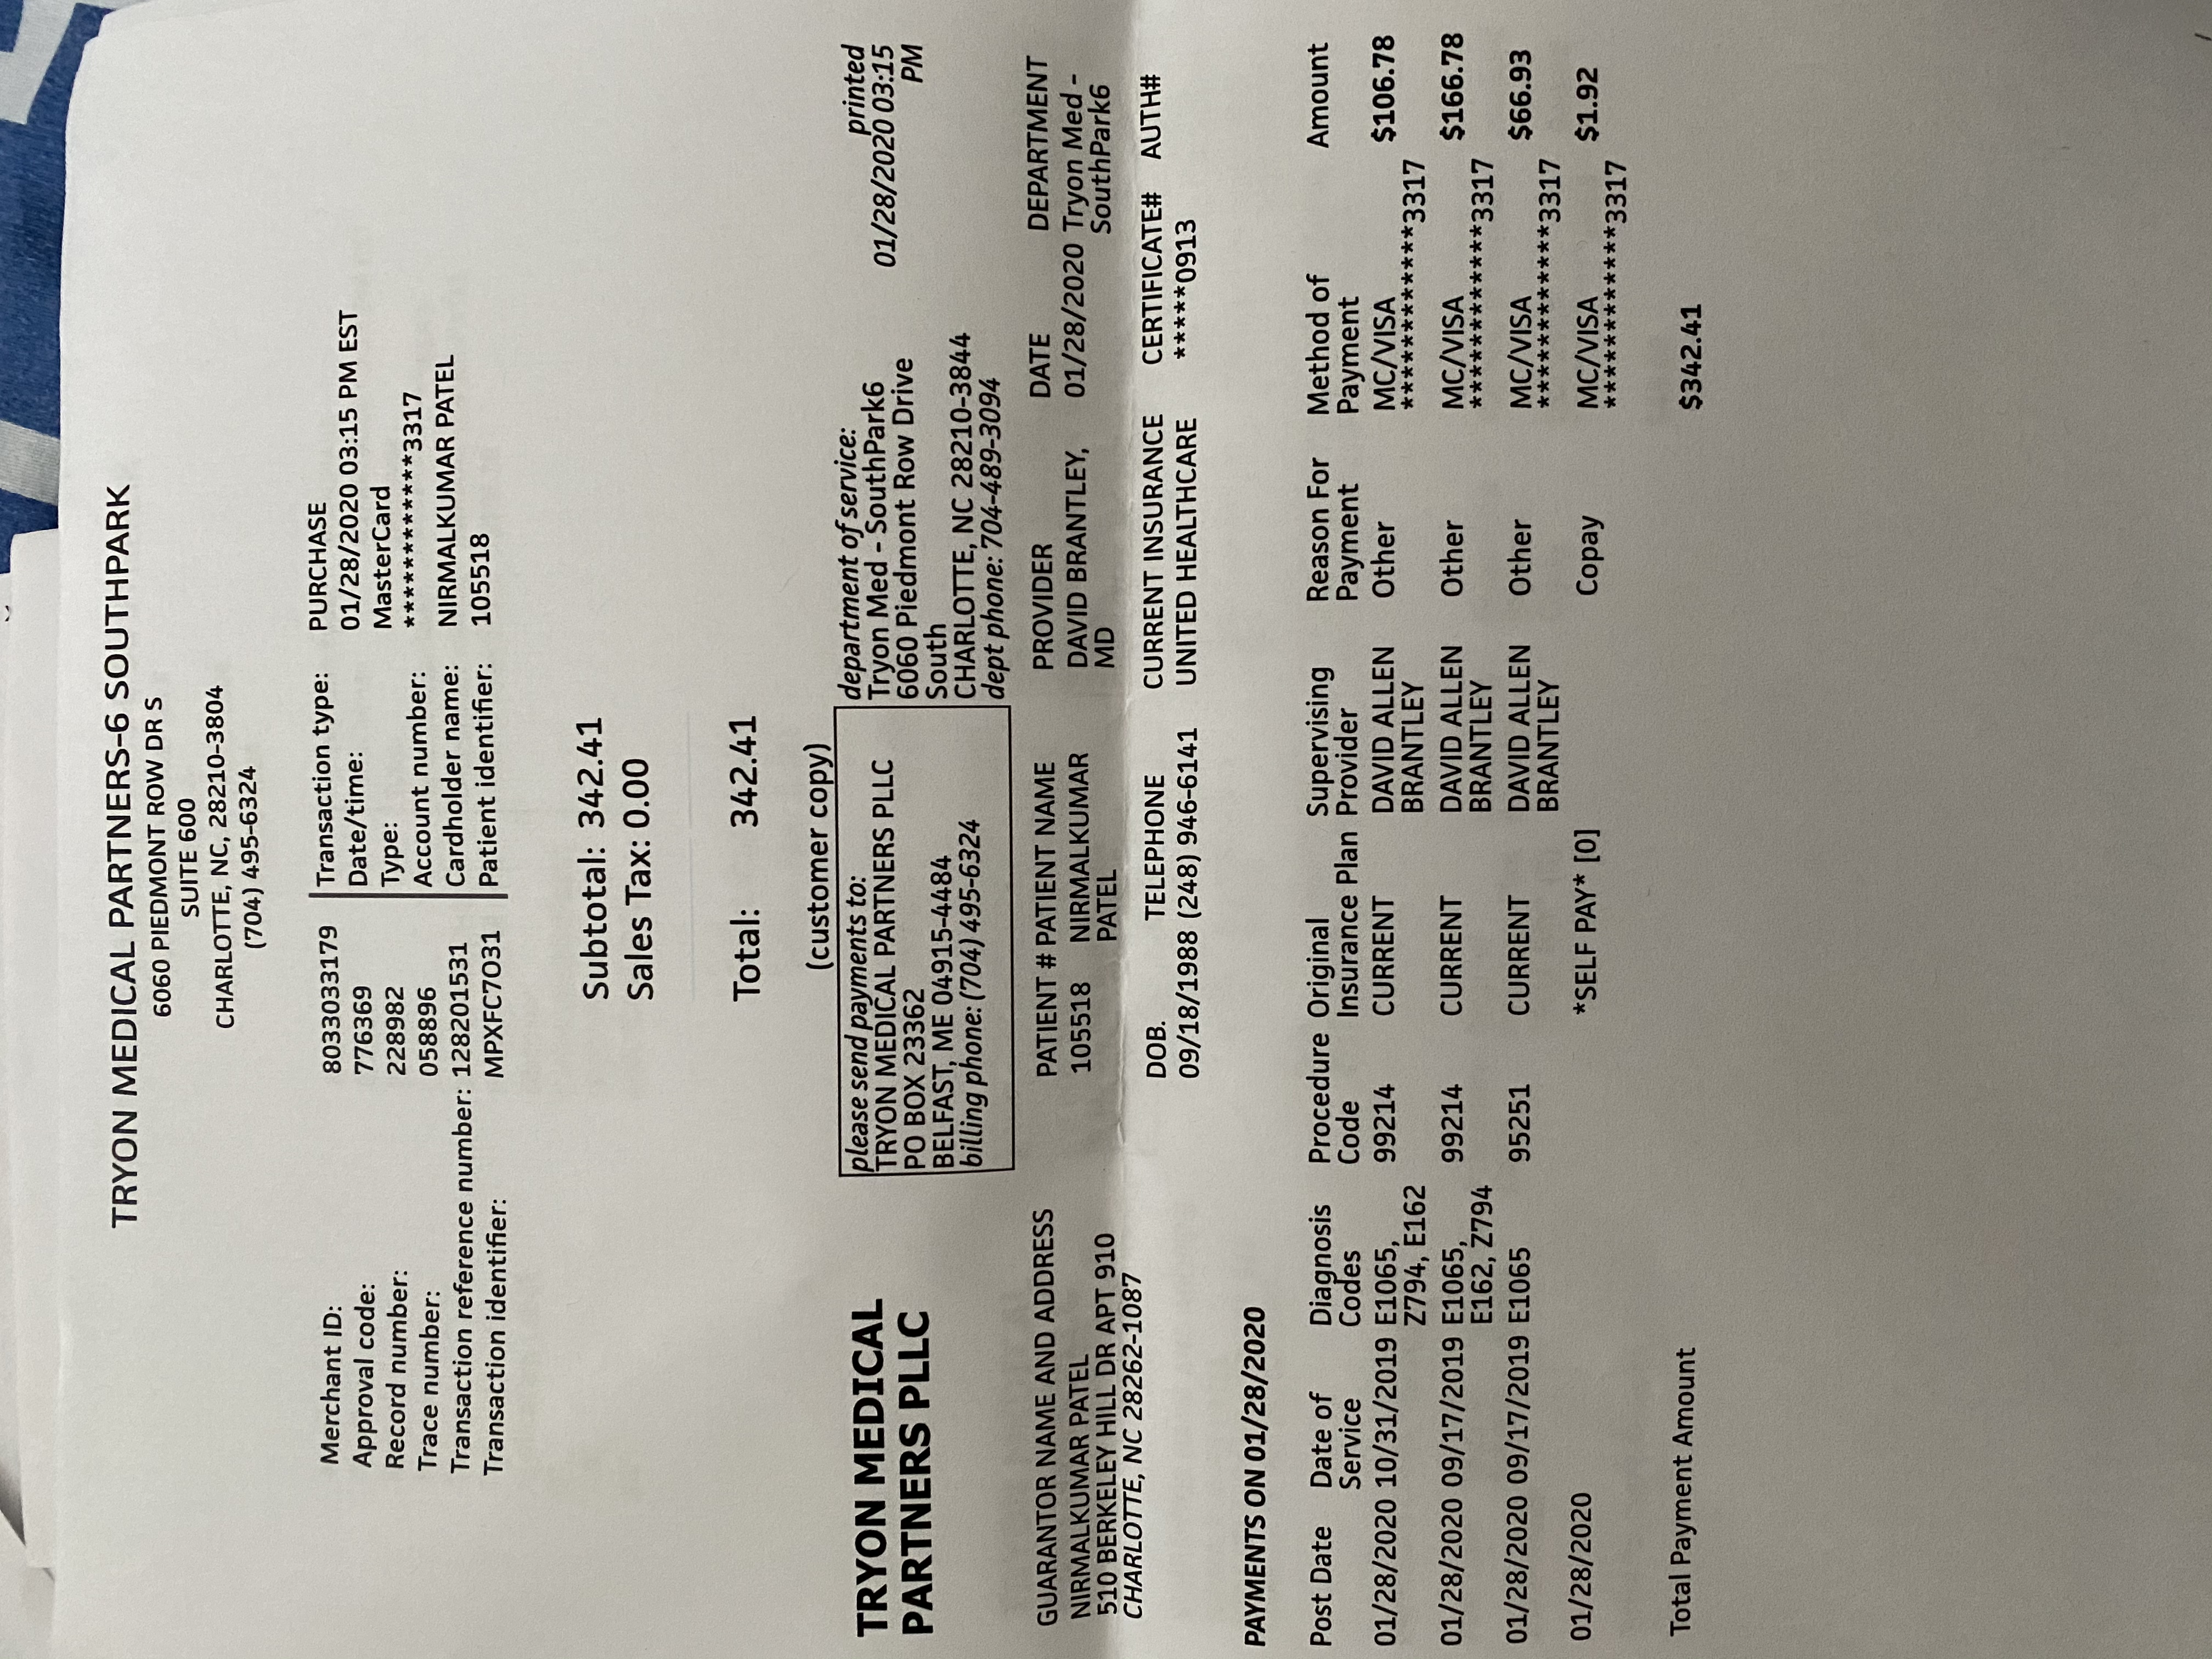 TRYON MEDICAL PARTNERS-6 SOUTHPARK
6060 PIEDMONT ROW DR S
SUITE 600
CHARLOTTE, NC, 28210-3804
(704) 495-6324
Merchant ID: 8033033179 Transaction type: PURCHASE
Approval code: 776369 Date/time: 01/28/2020 03:15 PM EST
Record number: 228982 Type: MasterCard
Trace number: 058896 Account number: ************3317
Transaction reference number: 128201531 Cardholder name: NIRMALKUMAR PATEL
Transaction identifier: MPXFC7O31 Patient identifier: 105518
Subtotal: 342.41
Sales Tax: 0.00
Total: 342.41
(customer copy)
TRYON MEDICAL
PARTNERS PLLC
please send payments to:
TRYON MEDICAL PARTNERS PLLC
PO BOX 23362
BELFAST, ME 04915-4484
billing phone: (704) 495-6324
department of service:
Tryon Med - SouthPark6
6060 Piedmont Row Drive
South
CHARLOTTE, NC 28210-3844
dept phone: 704-489-3094
printed
01/28/2020 03:15
PM
GUARANTOR NAME AND ADDRESS
NIRMALKUMAR PATEL
510 BERKELEY HILL DR APT 910
CHARLOTTE, NC 28262-1087
PATIENT # PATIENT NAME PROVIDER DATE DEPARTMENT
105518 NIRMALKUMAR DAVID BRANTLEY, 01/28/2020 Tryon Med -
PATEL MD SouthPark6
DOB. TELEPHONE CURRENT INSURANCE CERTIFICATE# AUTH#
09/18/1988 (248) 946-6141 UNITED HEALTHCARE *****0913
PAYMENTS ON 01/28/2020
Post Date Date of Diagnosis Procedure Original Supervising Reason For Method of Amount
Service Codes Code Insurance Plan Provider Payment Payment
01/28/2020 10/31/2019 E1065, 99214 CURRENT DAVID ALLEN Other MC/VISA $106.78
Z794, E162 BRANTLEY ************3317
01/28/2020 09/17/2019 E1065, 99214 CURRENT DAVID ALLEN Other MC/VISA $166.78
E162, Z794 BRANTLEY ************3317
01/28/2020 09/17/2019 E1065 95251 CURRENT DAVID ALLEN Other MC/VISA $66.93
BRANTLEY ************3317
01/28/2020 *SELF PAY* [0] Copay MC/VISA $1.92
************3317
Total Payment Amount $342.41